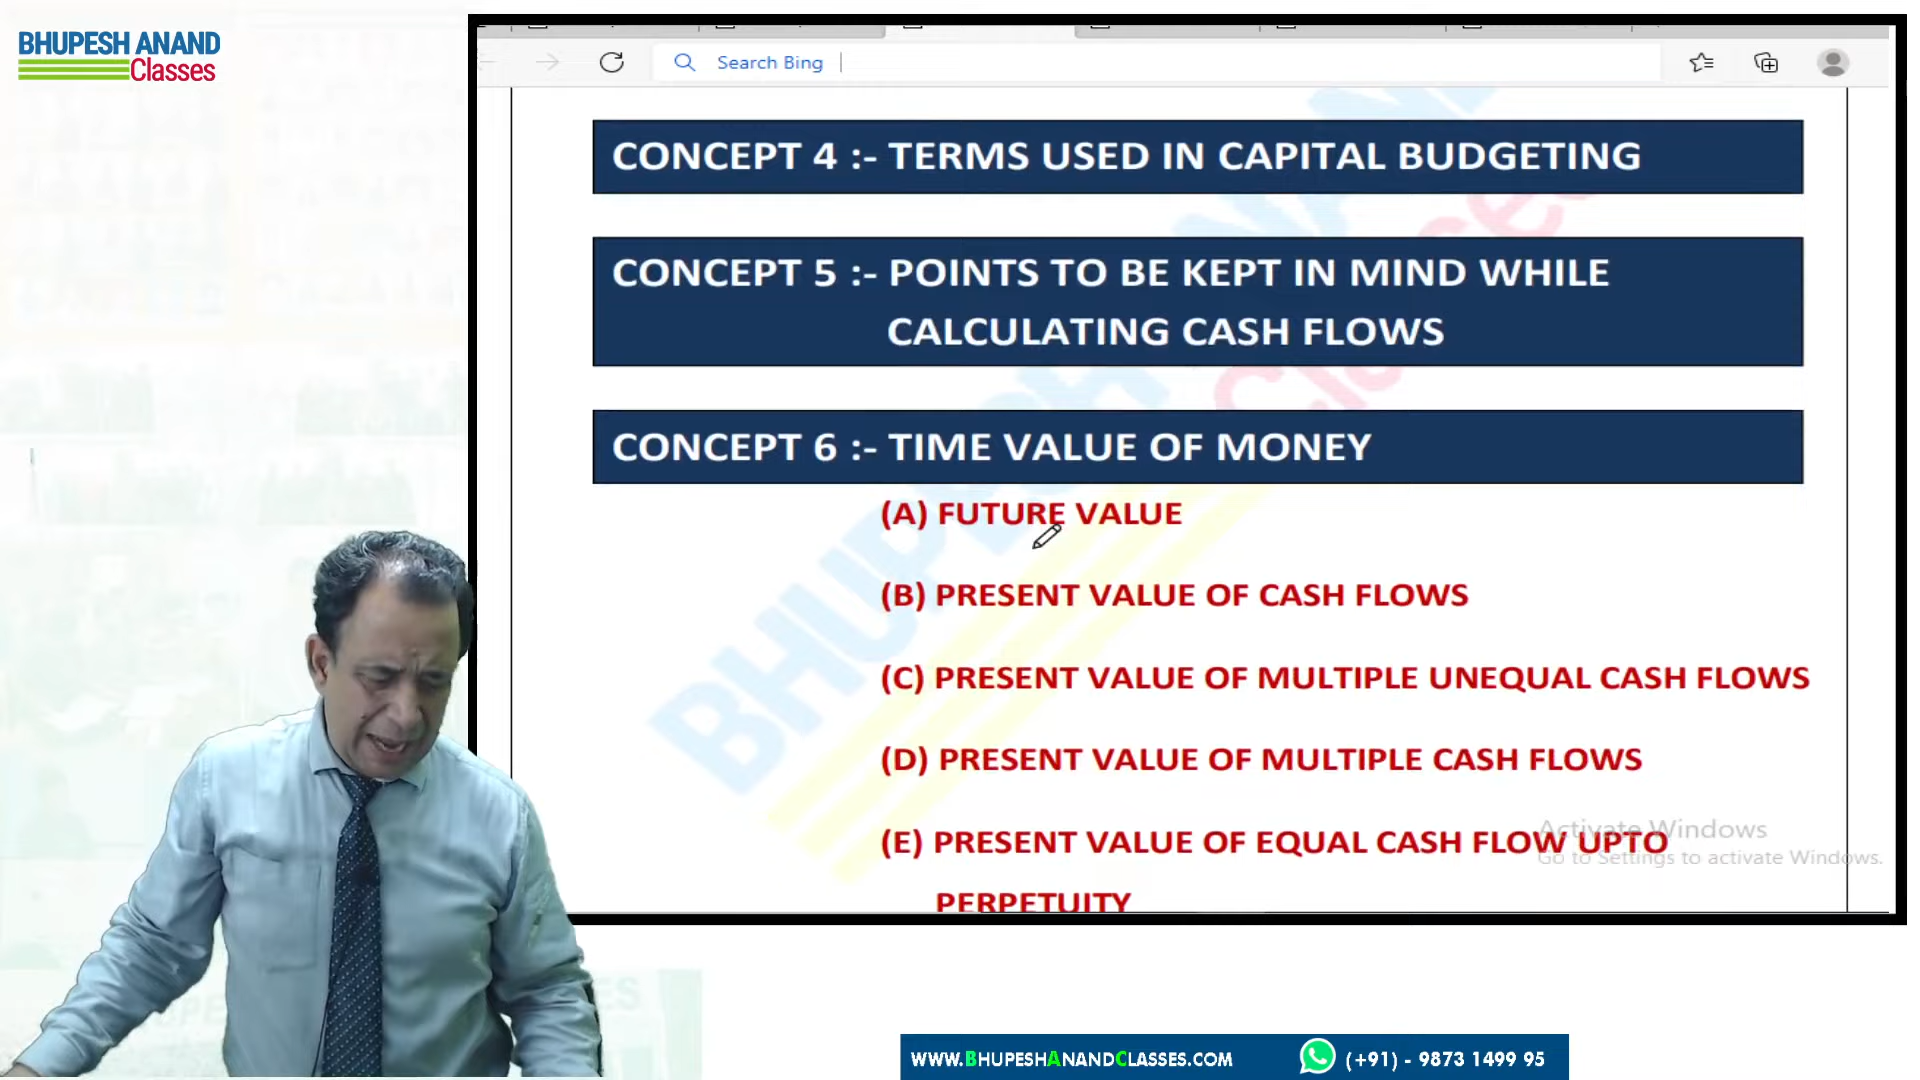 BHUPESH ANAND
Classes
Search Bing
CONCEPT 4 :- TERMS USED IN CAPITAL BUDGETING
CONCEPT 5 :- POINTS TO BE KEPT IN MIND WHILE
CALCULATING CASH FLOWS
CONCEPT 6 :- TIME VALUE OF MONEY
(A) FUTURE VALUE
(B) PRESENT VALUE OF CASH FLOWS
(C) PRESENT VALUE OF MULTIPLE UNEQUAL CASH FLOWS
(D) PRESENT VALUE OF MULTIPLE CASH FLOWS
(E) PRESENT VALUE OF EQUAL CASH FLOW UPTO
PERPETUITY
Activate Windows
Go to Settings to activate Windows.
WWW.BHUPESHANANDCLASSES.COM
(+91) - 9873 1499 95